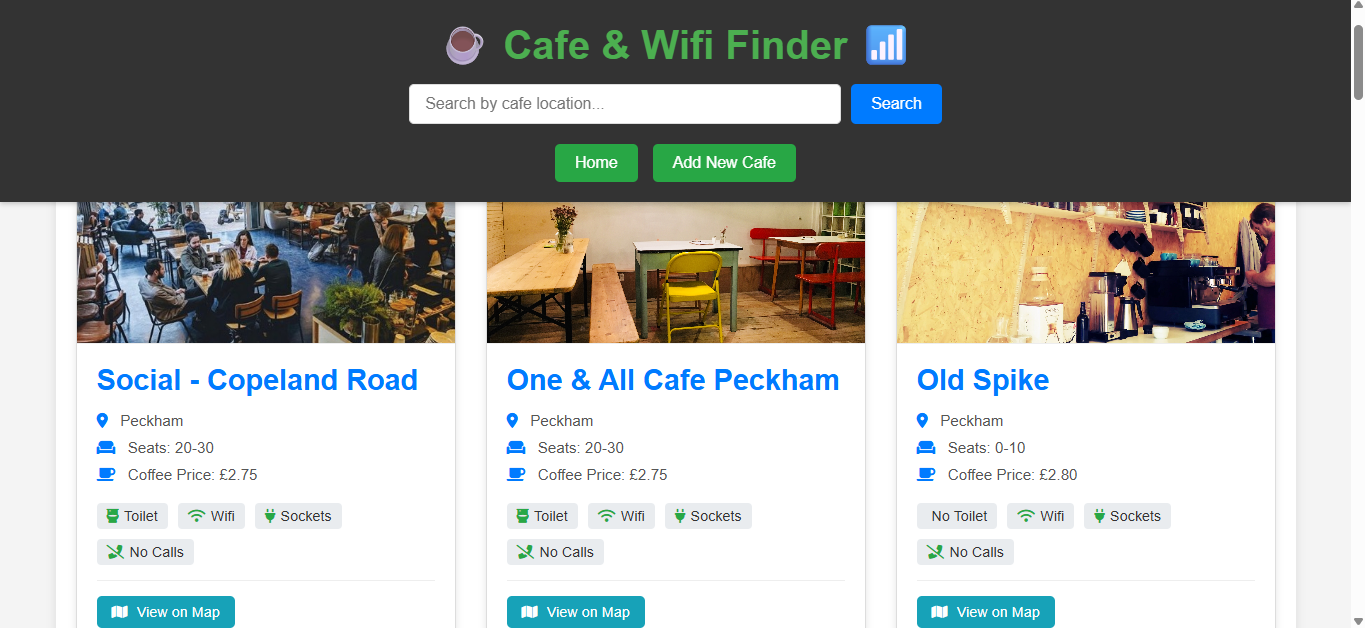 Cafe & Wifi Finder
Search by cafe location...
Search
Home
Add New Cafe
Social - Copeland Road
Peckham
Seats: 20-30
Coffee Price: £2.75
Toilet
Wifi
Sockets
No Calls
View on Map
One & All Cafe Peckham
Peckham
Seats: 20-30
Coffee Price: £2.75
Toilet
Wifi
Sockets
No Calls
View on Map
Old Spike
Peckham
Seats: 0-10
Coffee Price: £2.80
No Toilet
Wifi
Sockets
No Calls
View on Map